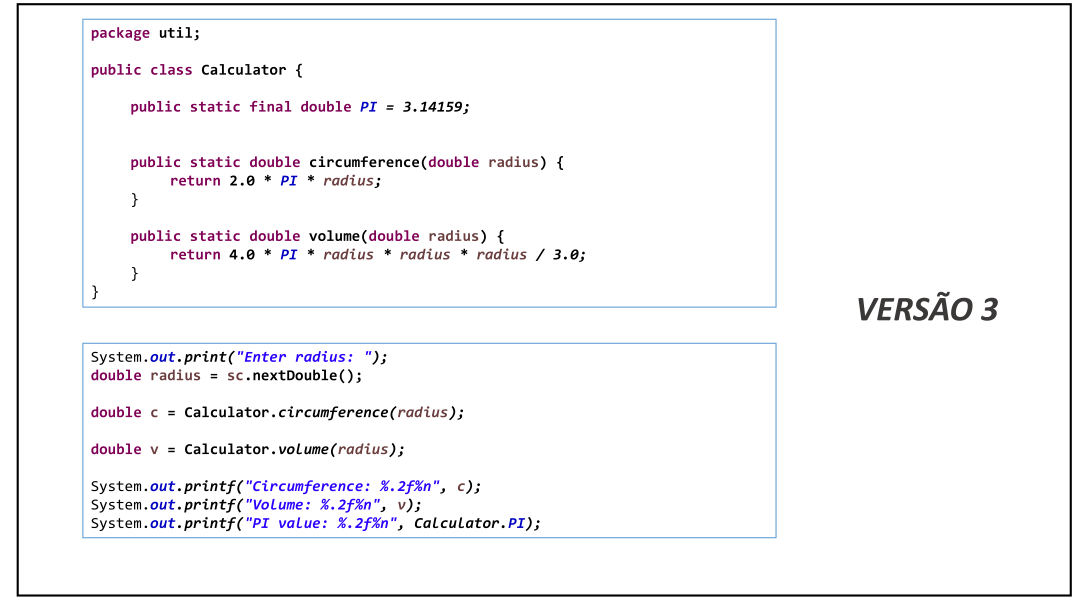 package util;
public class Calculator {
public static final double PI = 3.14159;
public static double circumference(double radius) {
return 2.0 * PI * radius;
}
public static double volume(double radius) {
return 4.0 * PI * radius * radius * radius / 3.0;
}
}
VERSÃO 3
System.out.print("Enter radius: ");
double radius = sc.nextDouble();
double c = Calculator.circumference(radius);
double v = Calculator.volume(radius);
System.out.printf("Circumference: %.2f%n", c);
System.out.printf("Volume: %.2f%n", v);
System.out.printf("PI value: %.2f%n", Calculator.PI);